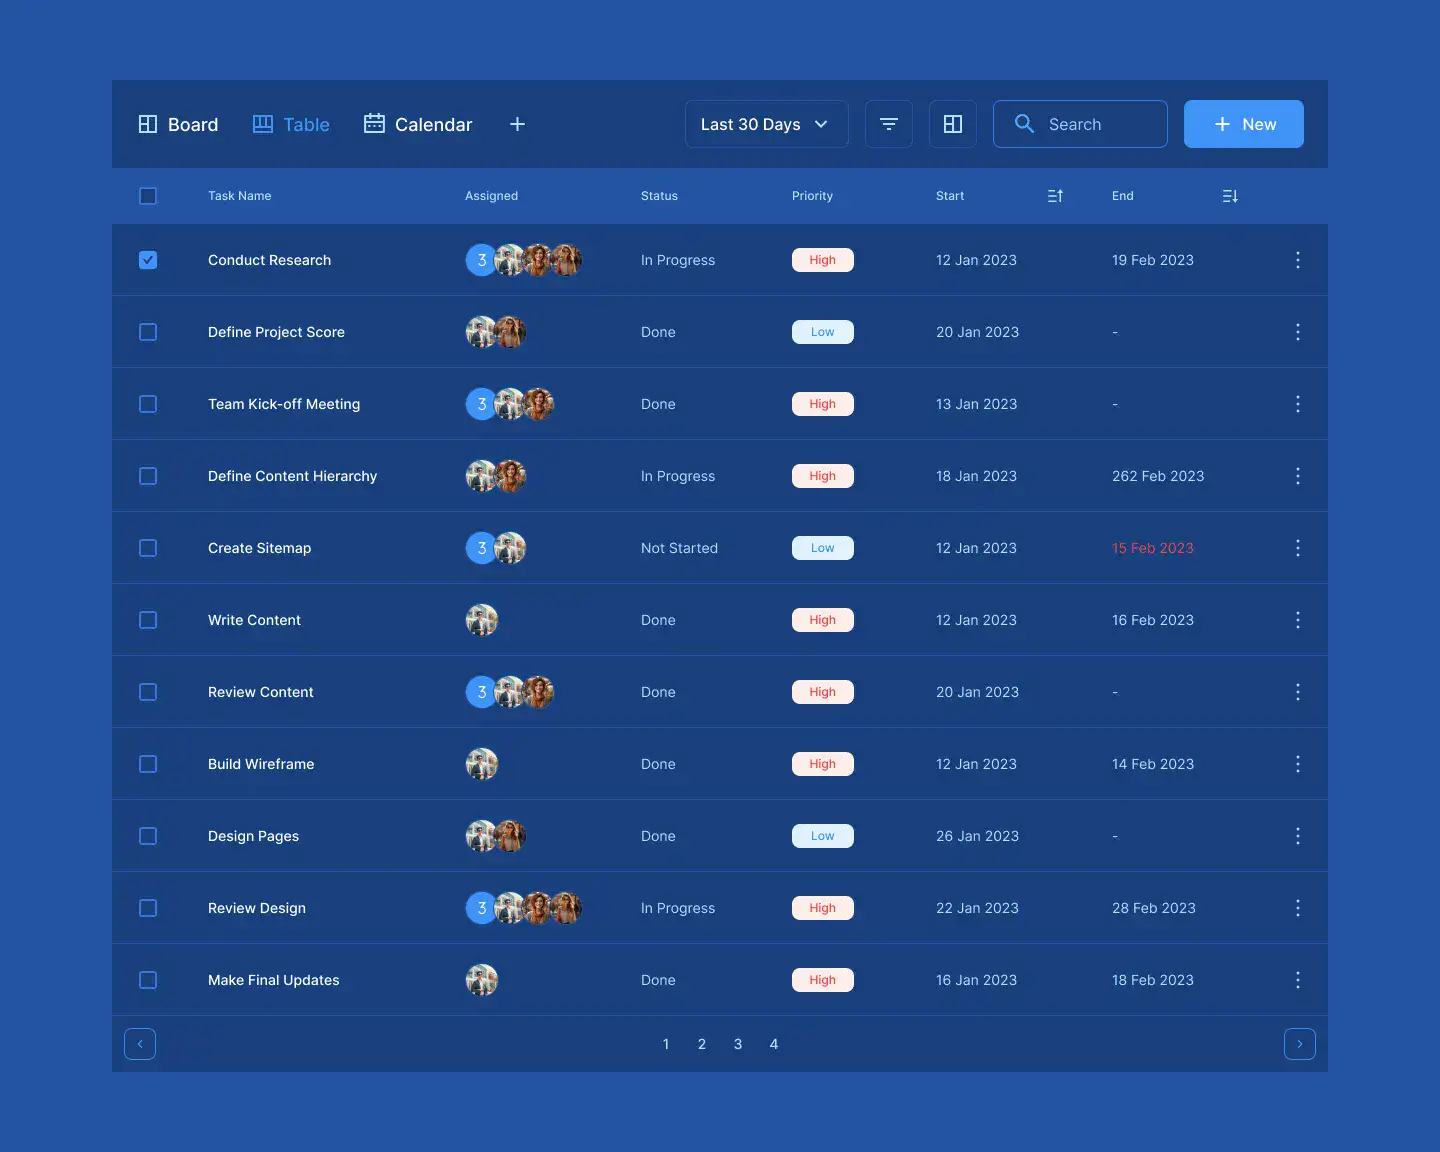 Board Table Calendar + Last 30 Days Search + New
Task Name Assigned Status Priority Start End
Conduct Research 3 In Progress High 12 Jan 2023 19 Feb 2023
Define Project Score Done Low 20 Jan 2023 -
Team Kick-off Meeting 3 Done High 13 Jan 2023 -
Define Content Hierarchy In Progress High 18 Jan 2023 262 Feb 2023
Create Sitemap 3 Not Started Low 12 Jan 2023 15 Feb 2023
Write Content Done High 12 Jan 2023 16 Feb 2023
Review Content 3 Done High 20 Jan 2023 -
Build Wireframe Done High 12 Jan 2023 14 Feb 2023
Design Pages Done Low 26 Jan 2023 -
Review Design 3 In Progress High 22 Jan 2023 28 Feb 2023
Make Final Updates Done High 16 Jan 2023 18 Feb 2023
1 2 3 4